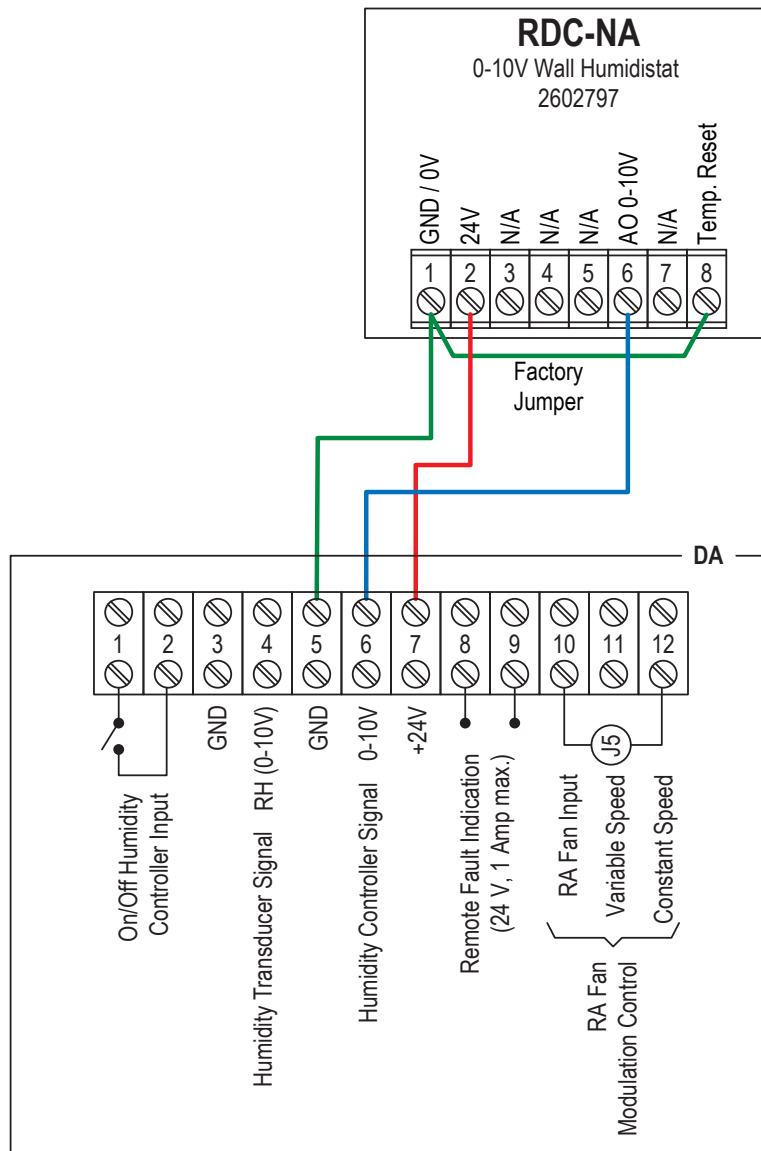 RDC-NA
0-10V Wall Humidistat
2602797
GND / 0V
24V
N/A
N/A
N/A
AO 0-10V
N/A
Temp. Reset
1 2 3 4 5 6 7 8
Factory
Jumper
DA
1 2 3 4 5 6 7 8 9 10 11 12
On/Off Humidity
Controller Input
GND
Humidity Transducer Signal RH (0-10V)
GND
Humidity Controller Signal 0-10V
+24V
Remote Fault Indication
(24 V, 1 Amp max.)
J5
RA Fan Input
Variable Speed
Constant Speed
RA Fan
Modulation Control